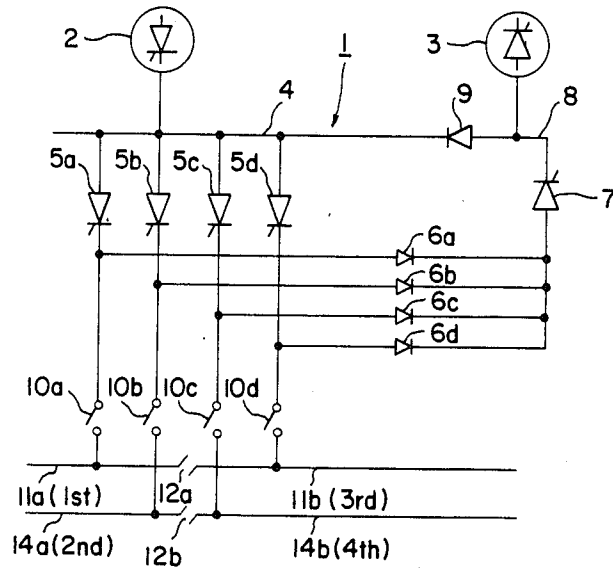 2
3
1
4
9
8
5a
5b
5c
5d
7
6a
6b
6c
6d
10a
10b
10c
10d
11a (1st)
12a
11b (3rd)
14a (2nd)
12b
14b (4th)